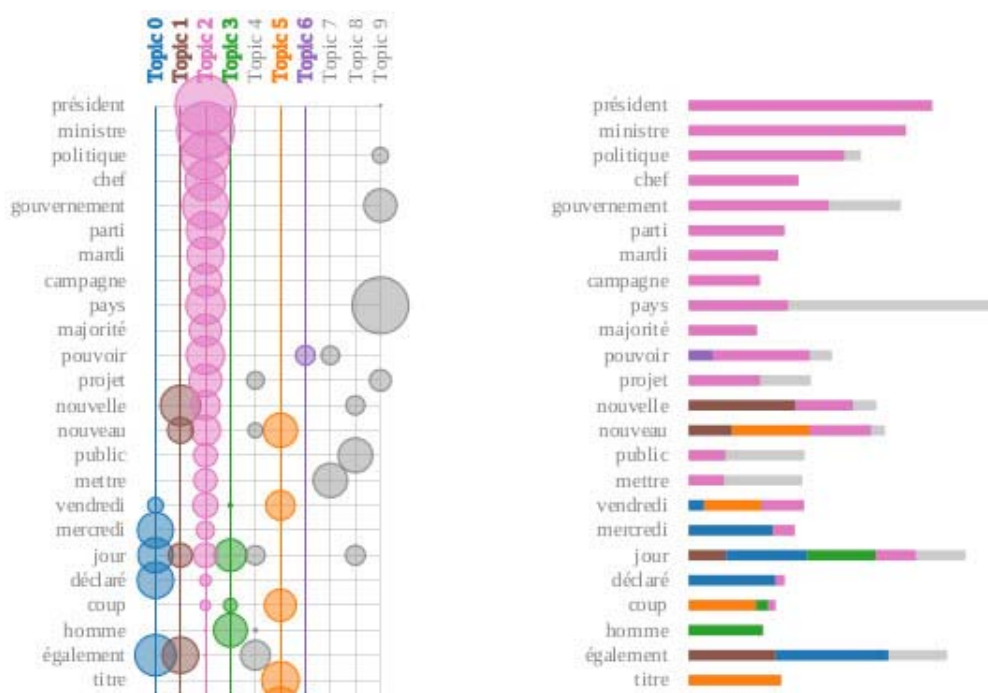 Topic 0 Topic 1 Topic 2 Topic 3 Topic 4 Topic 5 Topic 6 Topic 7 Topic 8 Topic 9
président président
ministre ministre
politique politique
chef chef
gouvernement gouvernement
parti parti
mardi mardi
campagne campagne
pays pays
majorité majorité
pouvoir pouvoir
projet projet
nouvelle nouvelle
nouveau nouveau
public public
mettre mettre
vendredi vendredi
mercredi mercredi
jour jour
déclaré déclaré
coup coup
homme homme
également également
titre titre